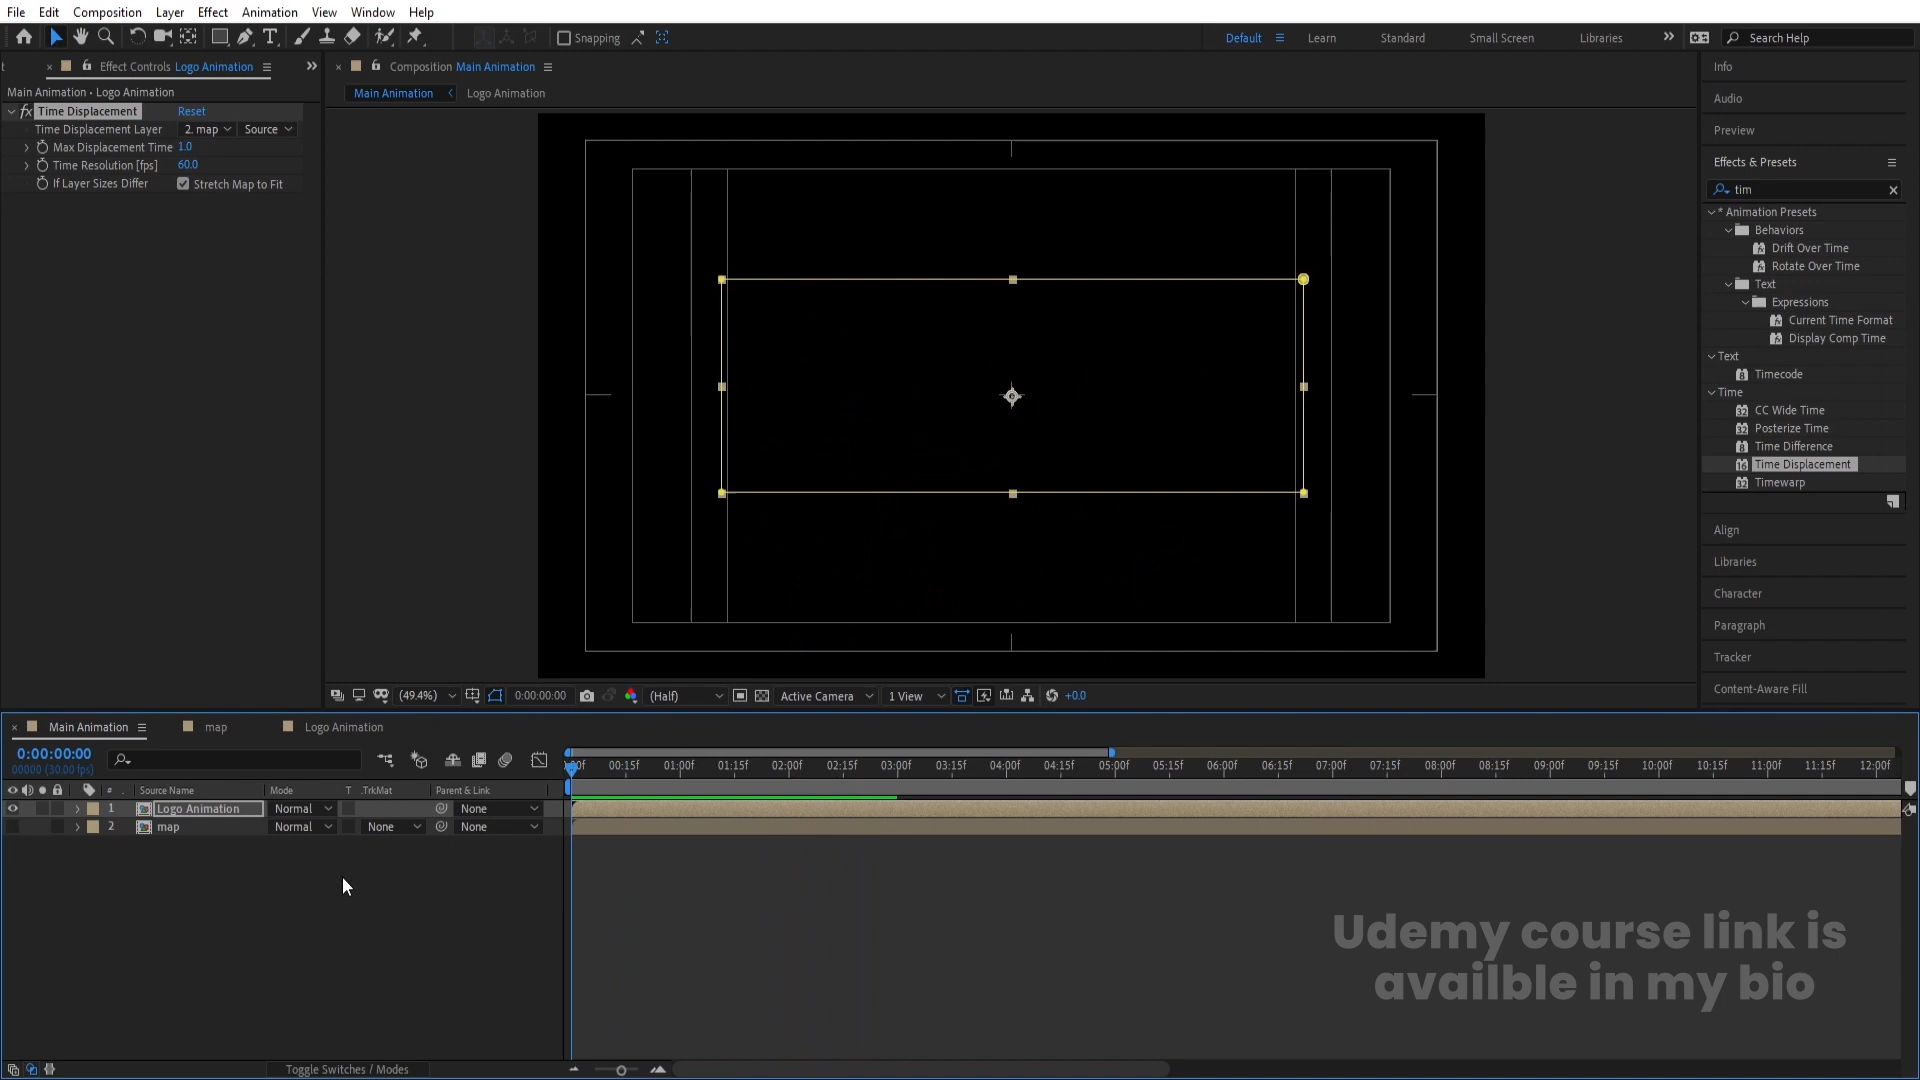 File Edit Composition Layer Effect Animation View Window Help
Snapping
Default Learn Standard Small Screen Libraries Search Help
Effect Controls Logo Animation
Main Animation • Logo Animation
fx Time Displacement Reset
Time Displacement Layer 2. map Source
Max Displacement Time 1.0
Time Resolution [fps] 60.0
If Layer Sizes Differ Stretch Map to Fit
Composition Main Animation
Main Animation Logo Animation
(49.4%) 0:00:00:00 (Half) Active Camera 1 View +0.0
Info
Audio
Preview
Effects & Presets
tim
* Animation Presets
Behaviors
Drift Over Time
Rotate Over Time
Text
Expressions
Current Time Format
Display Comp Time
Text
Timecode
Time
CC Wide Time
Posterize Time
Time Difference
Time Displacement
Timewarp
Align
Libraries
Character
Paragraph
Tracker
Content-Aware Fill
Main Animation map Logo Animation
0:00:00:00
00000 (30.00 fps)
:00f 00:15f 01:00f 01:15f 02:00f 02:15f 03:00f 03:15f 04:00f 04:15f 05:00f 05:15f 06:00f 06:15f 07:00f 07:15f 08:00f 08:15f 09:00f 09:15f 10:00f 10:15f 11:00f 11:15f 12:00f
# Source Name Mode T .TrkMat Parent & Link
1 Logo Animation Normal None
2 map Normal None None
Udemy course link is
availble in my bio
Toggle Switches / Modes